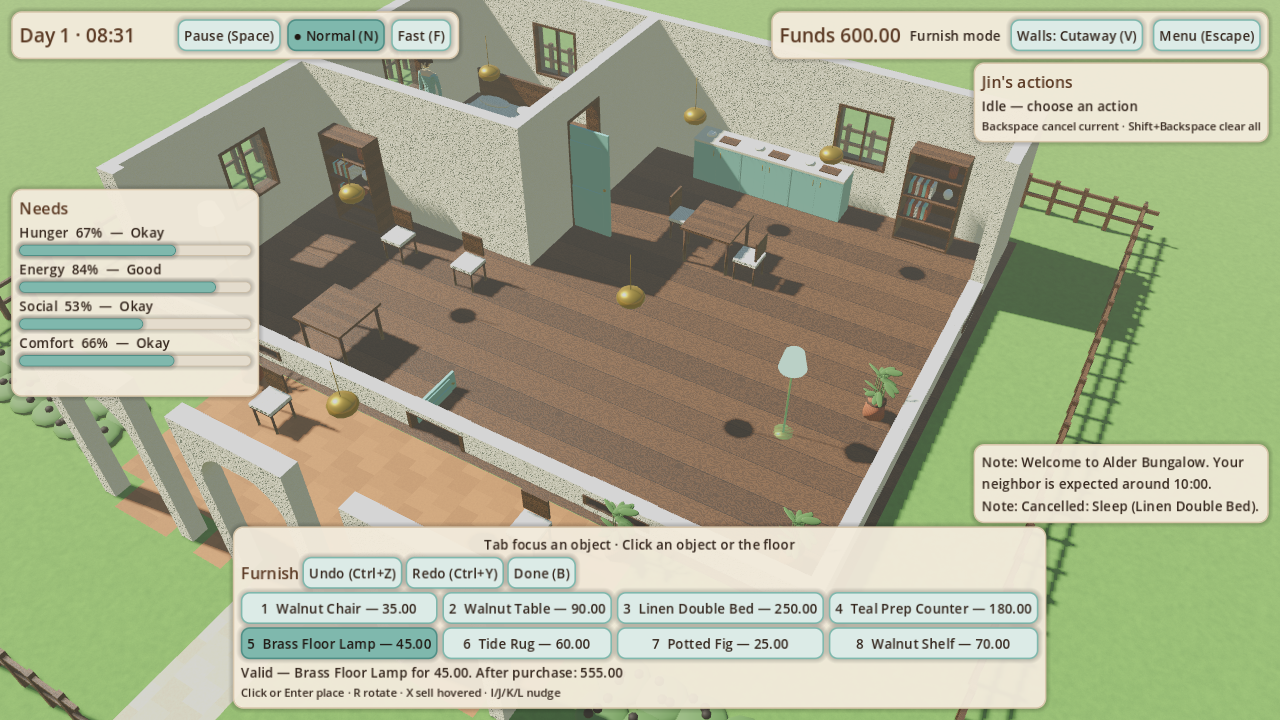 Day 1 · 08:31
Pause (Space)
● Normal (N)
Fast (F)
Funds 600.00
Furnish mode
Walls: Cutaway (V)
Menu (Escape)
Jin's actions
Idle — choose an action
Backspace cancel current · Shift+Backspace clear all
Needs
Hunger 67% — Okay
Energy 84% — Good
Social 53% — Okay
Comfort 66% — Okay
Note: Welcome to Alder Bungalow. Your
neighbor is expected around 10:00.
Note: Cancelled: Sleep (Linen Double Bed).
Tab focus an object · Click an object or the floor
Furnish
Undo (Ctrl+Z)
Redo (Ctrl+Y)
Done (B)
1 Walnut Chair — 35.00
2 Walnut Table — 90.00
3 Linen Double Bed — 250.00
4 Teal Prep Counter — 180.00
5 Brass Floor Lamp — 45.00
6 Tide Rug — 60.00
7 Potted Fig — 25.00
8 Walnut Shelf — 70.00
Valid — Brass Floor Lamp for 45.00. After purchase: 555.00
Click or Enter place · R rotate · X sell hovered · I/J/K/L nudge